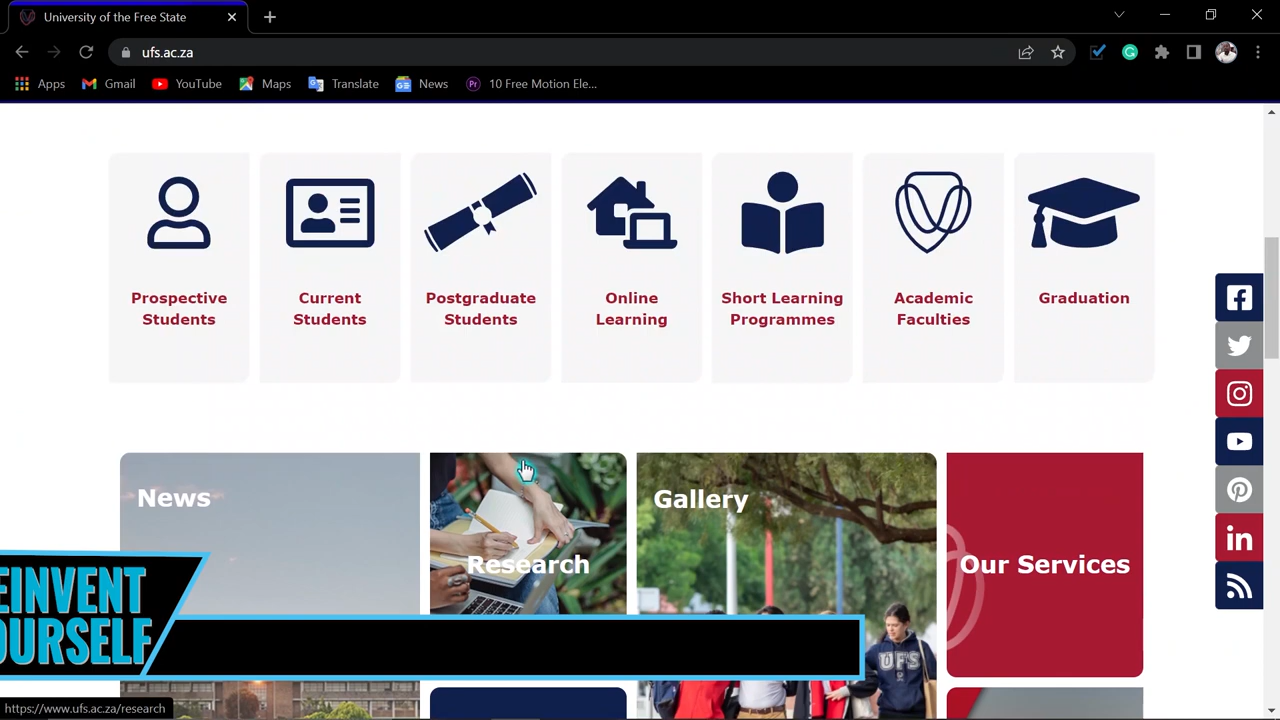 University of the Free State
ufs.ac.za
Apps
Gmail
YouTube
Maps
Translate
News
Pr
10 Free Motion Ele...
Prospective
Students
Current
Students
Postgraduate
Students
Online
Learning
Short Learning
Programmes
Academic
Faculties
Graduation
News
Research
Gallery
Our Services
UFS
EINVENT
OURSELF
https://www.ufs.ac.za/research